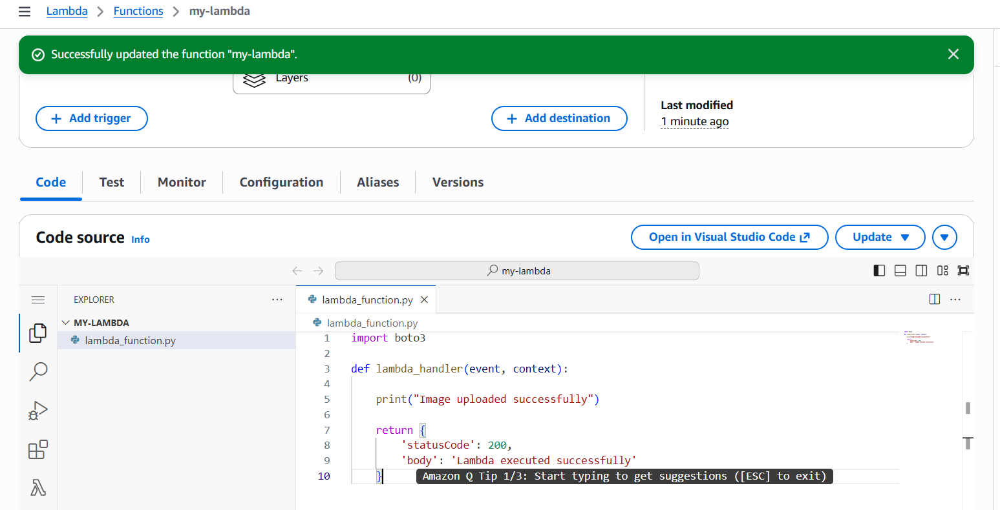 Lambda > Functions > my-lambda
Successfully updated the function "my-lambda".
Layers (0)
+ Add trigger
+ Add destination
Last modified
1 minute ago
Code Test Monitor Configuration Aliases Versions
Code source Info
Open in Visual Studio Code
Update
my-lambda
EXPLORER
MY-LAMBDA
lambda_function.py
lambda_function.py
lambda_function.py
1 import boto3
2
3 def lambda_handler(event, context):
4
5 print("Image uploaded successfully")
6
7 return {
8 'statusCode': 200,
9 'body': 'Lambda executed successfully'
10 } Amazon Q Tip 1/3: Start typing to get suggestions ([ESC] to exit)